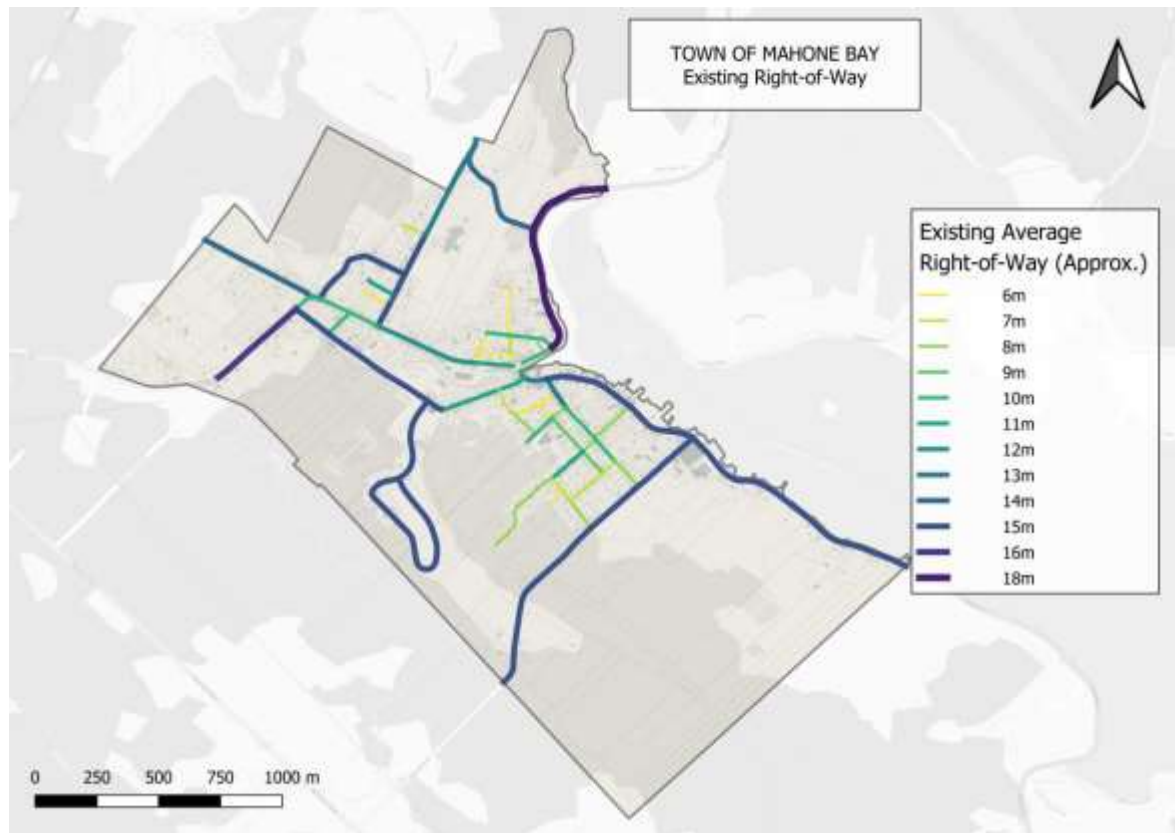 TOWN OF MAHONE BAY
Existing Right-of-Way
Existing Average
Right-of-Way (Approx.)
6m
7m
8m
9m
10m
11m
12m
13m
14m
15m
16m
18m
0 250 500 750 1000 m